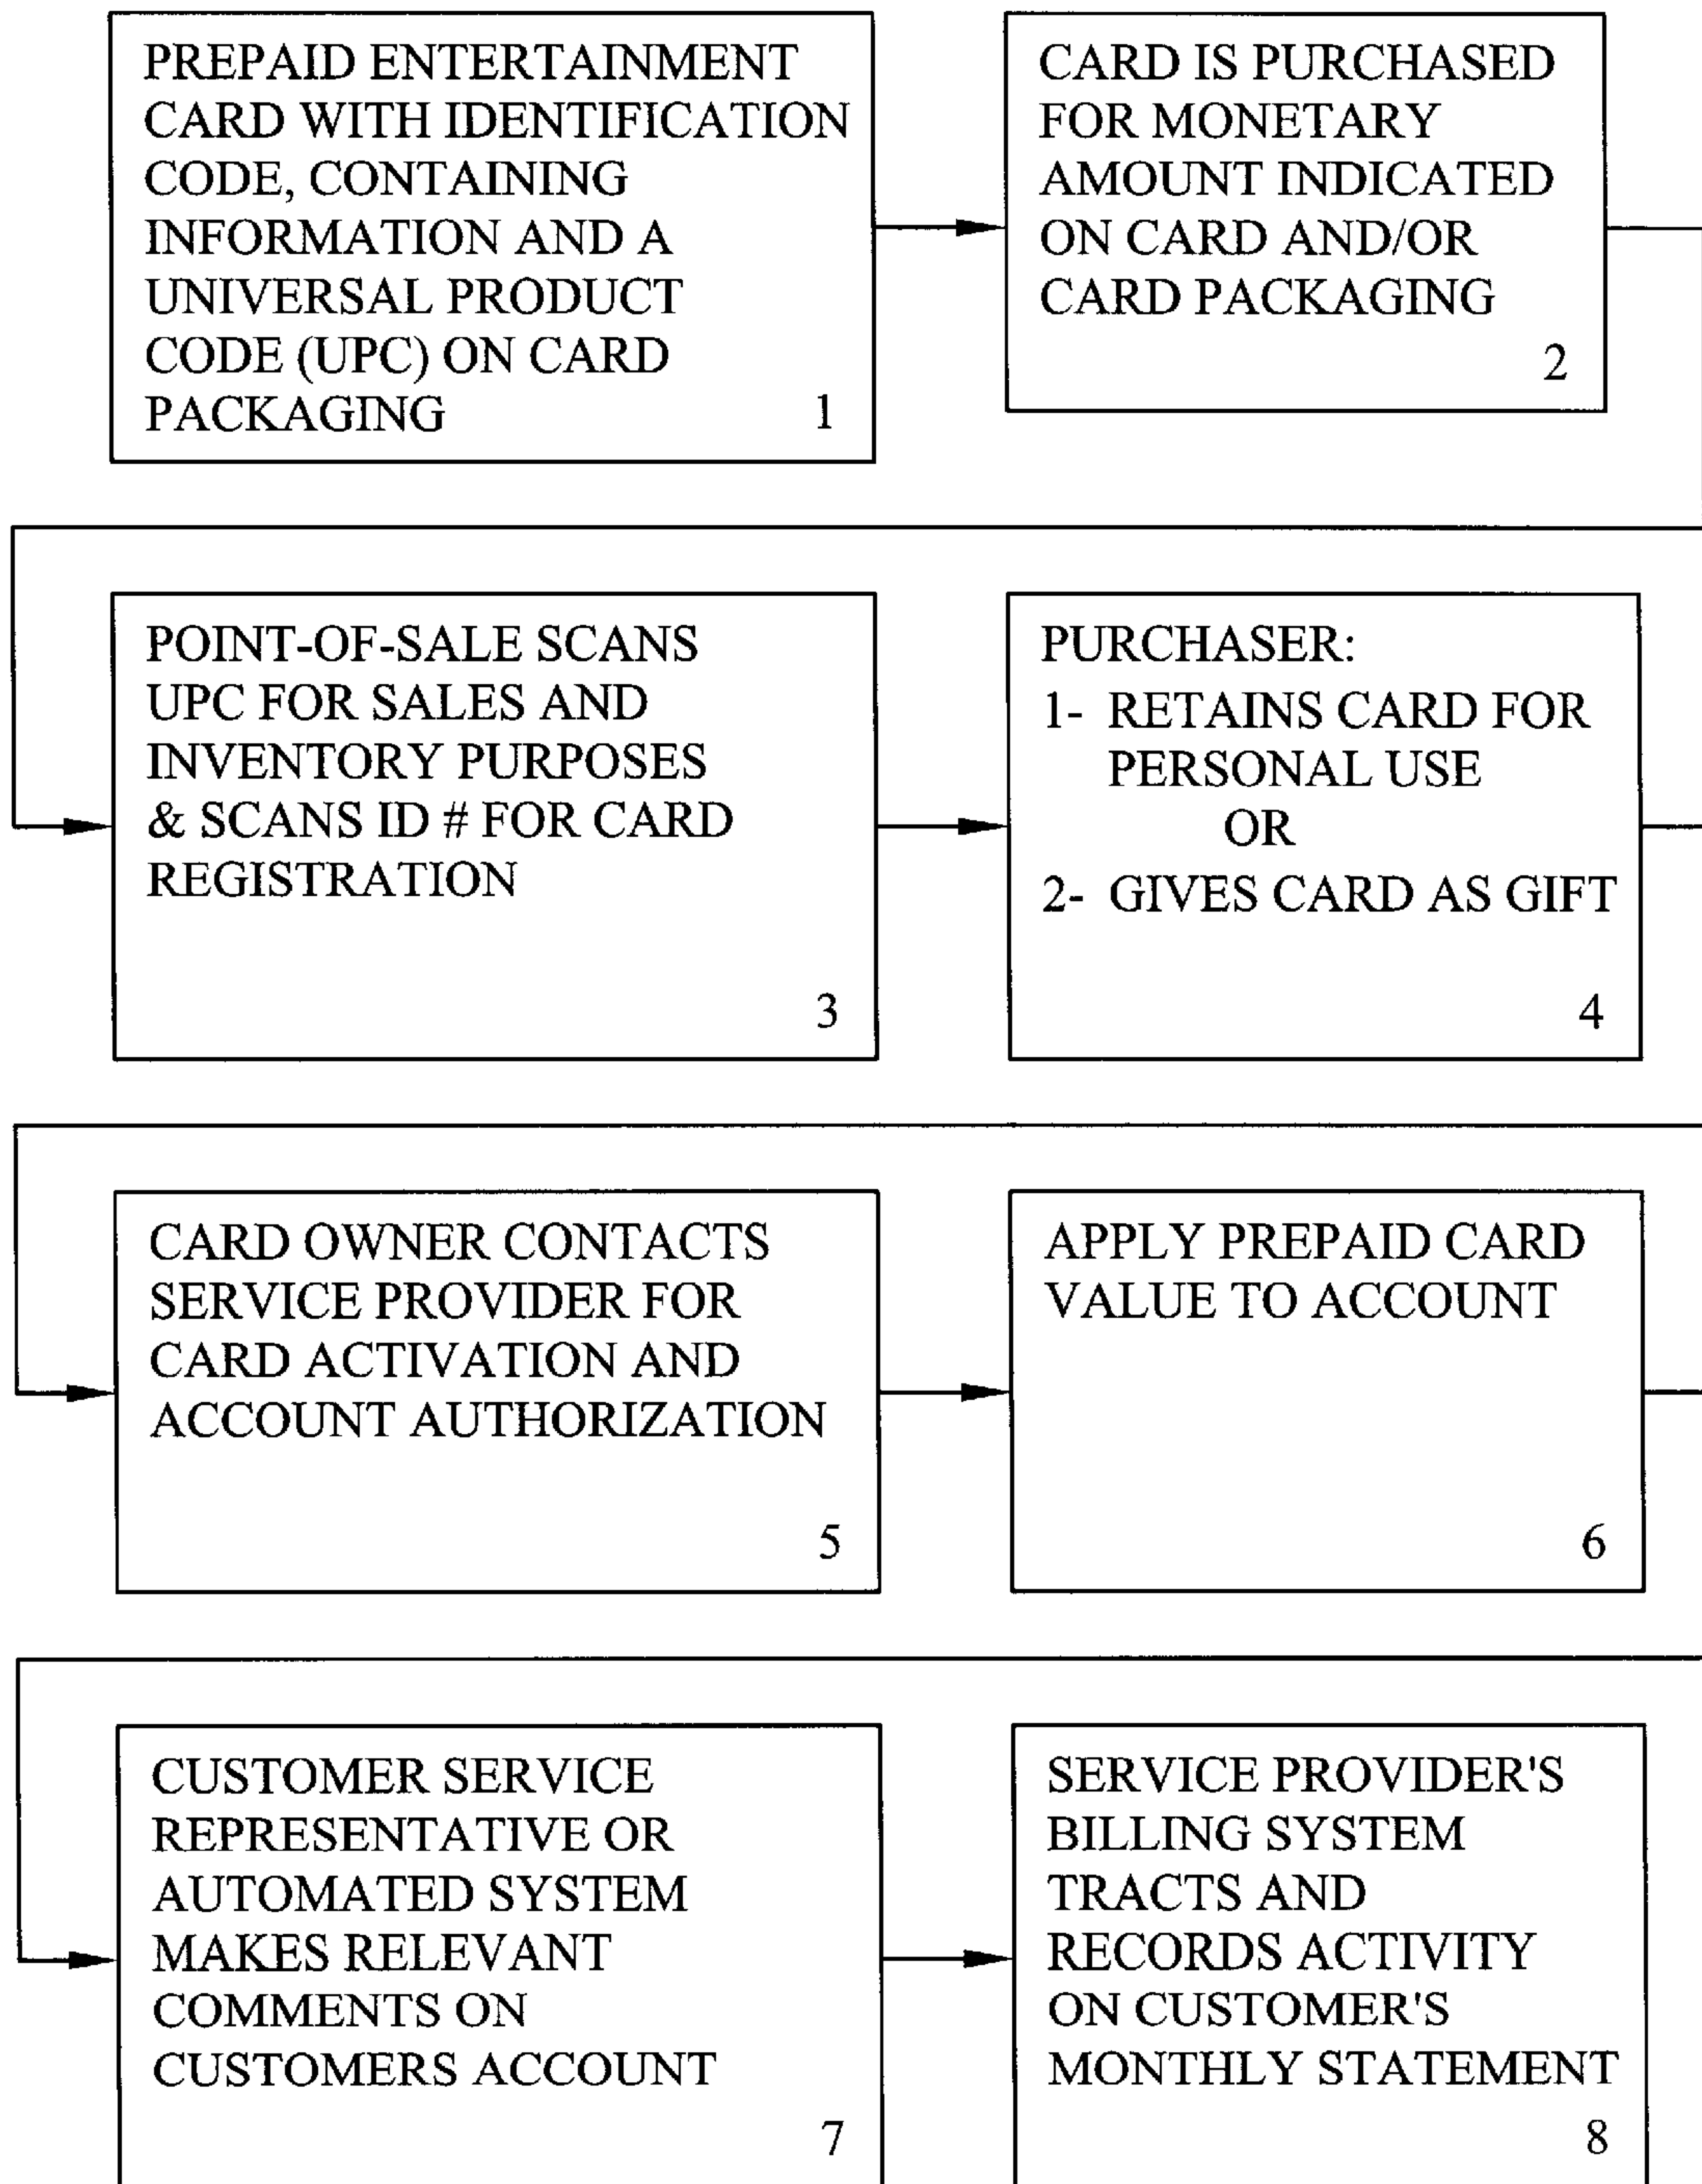 PREPAID ENTERTAINMENT
CARD WITH IDENTIFICATION
CODE, CONTAINING
INFORMATION AND A
UNIVERSAL PRODUCT
CODE (UPC) ON CARD
PACKAGING
1
CARD IS PURCHASED
FOR MONETARY
AMOUNT INDICATED
ON CARD AND/OR
CARD PACKAGING
2
POINT-OF-SALE SCANS
UPC FOR SALES AND
INVENTORY PURPOSES
& SCANS ID # FOR CARD
REGISTRATION
3
PURCHASER:
1- RETAINS CARD FOR
PERSONAL USE
OR
2- GIVES CARD AS GIFT
4
CARD OWNER CONTACTS
SERVICE PROVIDER FOR
CARD ACTIVATION AND
ACCOUNT AUTHORIZATION
5
APPLY PREPAID CARD
VALUE TO ACCOUNT
6
CUSTOMER SERVICE
REPRESENTATIVE OR
AUTOMATED SYSTEM
MAKES RELEVANT
COMMENTS ON
CUSTOMERS ACCOUNT
7
SERVICE PROVIDER'S
BILLING SYSTEM
TRACTS AND
RECORDS ACTIVITY
ON CUSTOMER'S
MONTHLY STATEMENT
8